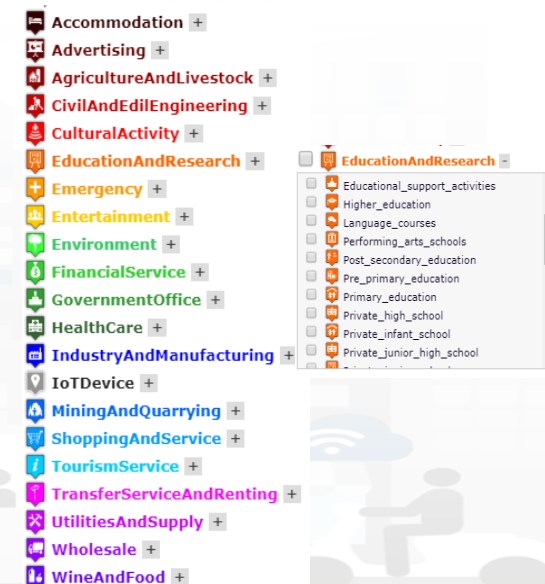 Accommodation +
Advertising +
AgricultureAndLivestock +
CivilAndEdilEngineering +
CulturalActivity +
EducationAndResearch +
Emergency +
Entertainment +
Environment +
FinancialService +
GovernmentOffice +
HealthCare +
IndustryAndManufacturing +
IoTDevice +
MiningAndQuarrying +
ShoppingAndService +
TourismService +
TransferServiceAndRenting +
UtilitiesAndSupply +
Wholesale +
WineAndFood +
EducationAndResearch -
Educational_support_activities
Higher_education
Language_courses
Performing_arts_schools
Post_secondary_education
Pre_primary_education
Primary_education
Private_high_school
Private_infant_school
Private_junior_high_school